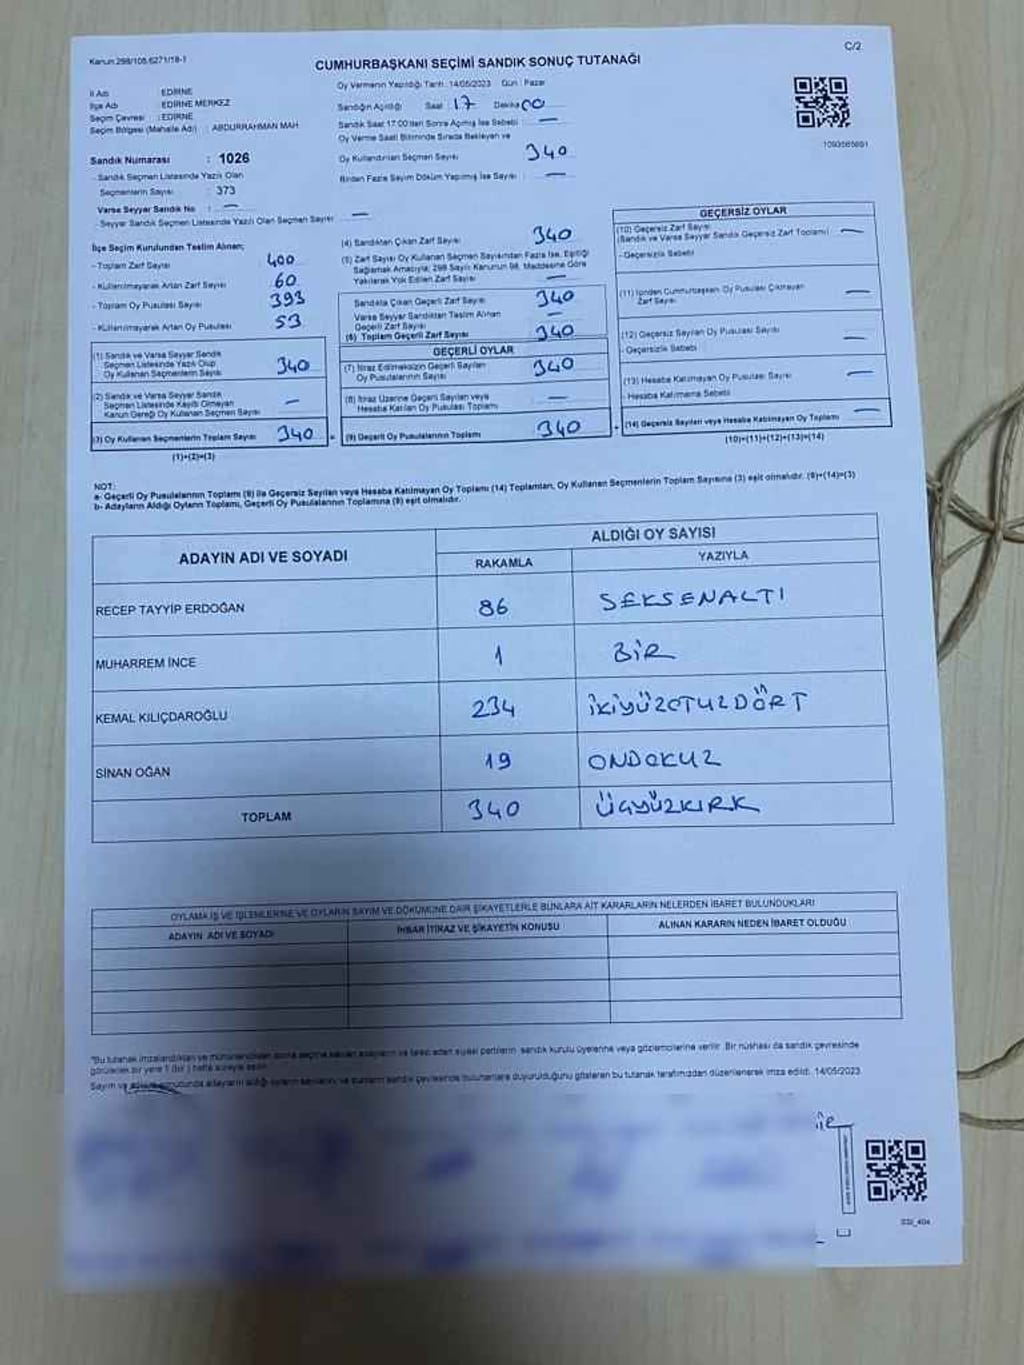 Kanun:298/105,6271/18-1
C/2
CUMHURBAŞKANI SEÇİMİ SANDIK SONUÇ TUTANAĞI
İl Adı : EDİRNE
İlçe Adı : EDİRNE MERKEZ
Seçim Çevresi : EDİRNE
Seçim Bölgesi (Mahalle Adı) : ABDURRAHMAN MAH
Sandık Numarası : 1026
- Sandık Seçmen Listesinde Yazılı Olan
Seçmenlerin Sayısı : 373
Varsa Seyyar Sandık No : —
- Seyyar Sandık Seçmen Listesinde Yazılı Olan Seçmen Sayısı —
Oy Vermenin Yapıldığı Tarih : 14/05/2023 Gün : Pazar
Sandığın Açıldığı Saat : 17 Dakika 00
Sandık Saat 17:00'den Sonra Açılmış İse Sebebi : —
Oy Verme Saati Bitiminde Sırada Bekleyen ve
Oy Kullandırılan Seçmen Sayısı 340
Birden Fazla Sayım Döküm Yapılmış İse Sayısı : —
1093565691
İlçe Seçim Kurulundan Teslim Alınan;
- Toplam Zarf Sayısı 400
- Kullanılmayarak Artan Zarf Sayısı 60
- Toplam Oy Pusulası Sayısı 393
- Kullanılmayarak Artan Oy Pusulası 53
(1) Sandık ve Varsa Seyyar Sandık
Seçmen Listesinde Yazılı Olup
Oy Kullanan Seçmenlerin Sayısı 340
(2) Sandık ve Varsa Seyyar Sandık
Seçmen Listesinde Kaydı Olmayan
Kanun Gereği Oy Kullanan Seçmen Sayısı —
(3) Oy Kullanan Seçmenlerin Toplam Sayısı 340
(1)+(2)=(3)
(4) Sandıktan Çıkan Zarf Sayısı 340
(5) Zarf Sayısı Oy Kullanan Seçmen Sayısından Fazla İse, Eşitliği
Sağlamak Amacıyla; 298 Sayılı Kanunun 98. Maddesine Göre
Yakılarak Yok Edilen Zarf Sayısı —
Sandıkta Çıkan Geçerli Zarf Sayısı 340
Varsa Seyyar Sandıktan Teslim Alınan
Geçerli Zarf Sayısı —
(6) Toplam Geçerli Zarf Sayısı 340
GEÇERLİ OYLAR
(7) İtiraz Edilmeksizin Geçerli Sayılan
Oy Pusulalarının Sayısı 340
(8) İtiraz Üzerine Geçerli Sayılan veya
Hesaba Katılan Oy Pusulası Toplamı —
= (9) Geçerli Oy Pusulalarının Toplamı 340
GEÇERSİZ OYLAR
(10) Geçersiz Zarf Sayısı
(Sandık ve Varsa Seyyar Sandık Geçersiz Zarf Toplamı) —
- Geçersizlik Sebebi
(11) İçinden Cumhurbaşkanı Oy Pusulası Çıkmayan
Zarf Sayısı —
(12) Geçersiz Sayılan Oy Pusulası Sayısı —
- Geçersizlik Sebebi
(13) Hesaba Katılmayan Oy Pusulası Sayısı —
- Hesaba Katılmama Sebebi
+ (14) Geçersiz Sayılan veya Hesaba Katılmayan Oy Toplamı —
(10)+(11)+(12)+(13)=(14)
NOT:
a- Geçerli Oy Pusulalarının Toplamı (9) ile Geçersiz Sayılan veya Hesaba Katılmayan Oy Toplamı (14) Toplamları, Oy Kullanan Seçmenlerin Toplam Sayısına (3) eşit olmalıdır. (9)+(14)=(3)
b- Adayların Aldığı Oyların Toplamı, Geçerli Oy Pusulalarının Toplamına (9) eşit olmalıdır.
ADAYIN ADI VE SOYADI
ALDIĞI OY SAYISI
RAKAMLA YAZIYLA
RECEP TAYYİP ERDOĞAN 86 SEKSENALTI
MUHARREM İNCE 1 BİR
KEMAL KILIÇDAROĞLU 234 İKİYÜZOTUZDÖRT
SİNAN OĞAN 19 ONDOKUZ
TOPLAM 340 ÜÇYÜZKIRK
OYLAMA İŞ VE İŞLEMLERİNE VE OYLARIN SAYIM VE DÖKÜMÜNE DAİR ŞİKAYETLERLE BUNLARA AİT KARARLARIN NELERDEN İBARET BULUNDUKLARI
ADAYIN ADI VE SOYADI İHBAR İTİRAZ VE ŞİKAYETİN KONUSU ALINAN KARARIN NEDEN İBARET OLDUĞU
"Bu tutanak imzalandıktan ve mühürlendikten sonra seçime katılan adayların ve talep eden siyasi partilerin sandık kurulu üyelerine veya gözlemcilerine verilir. Bir nüshası da sandık çevresinde
görülecek bir yere 1 (bir) hafta süreyle asılır.
Sayım ve sonucunda adayların aldığı oyların sayılarını ve bunların sandık çevresinde bulunanlara duyurulduğunu gösteren bu tutanak tarafımızdan düzenlenerek imza edildi. 14/05/2023